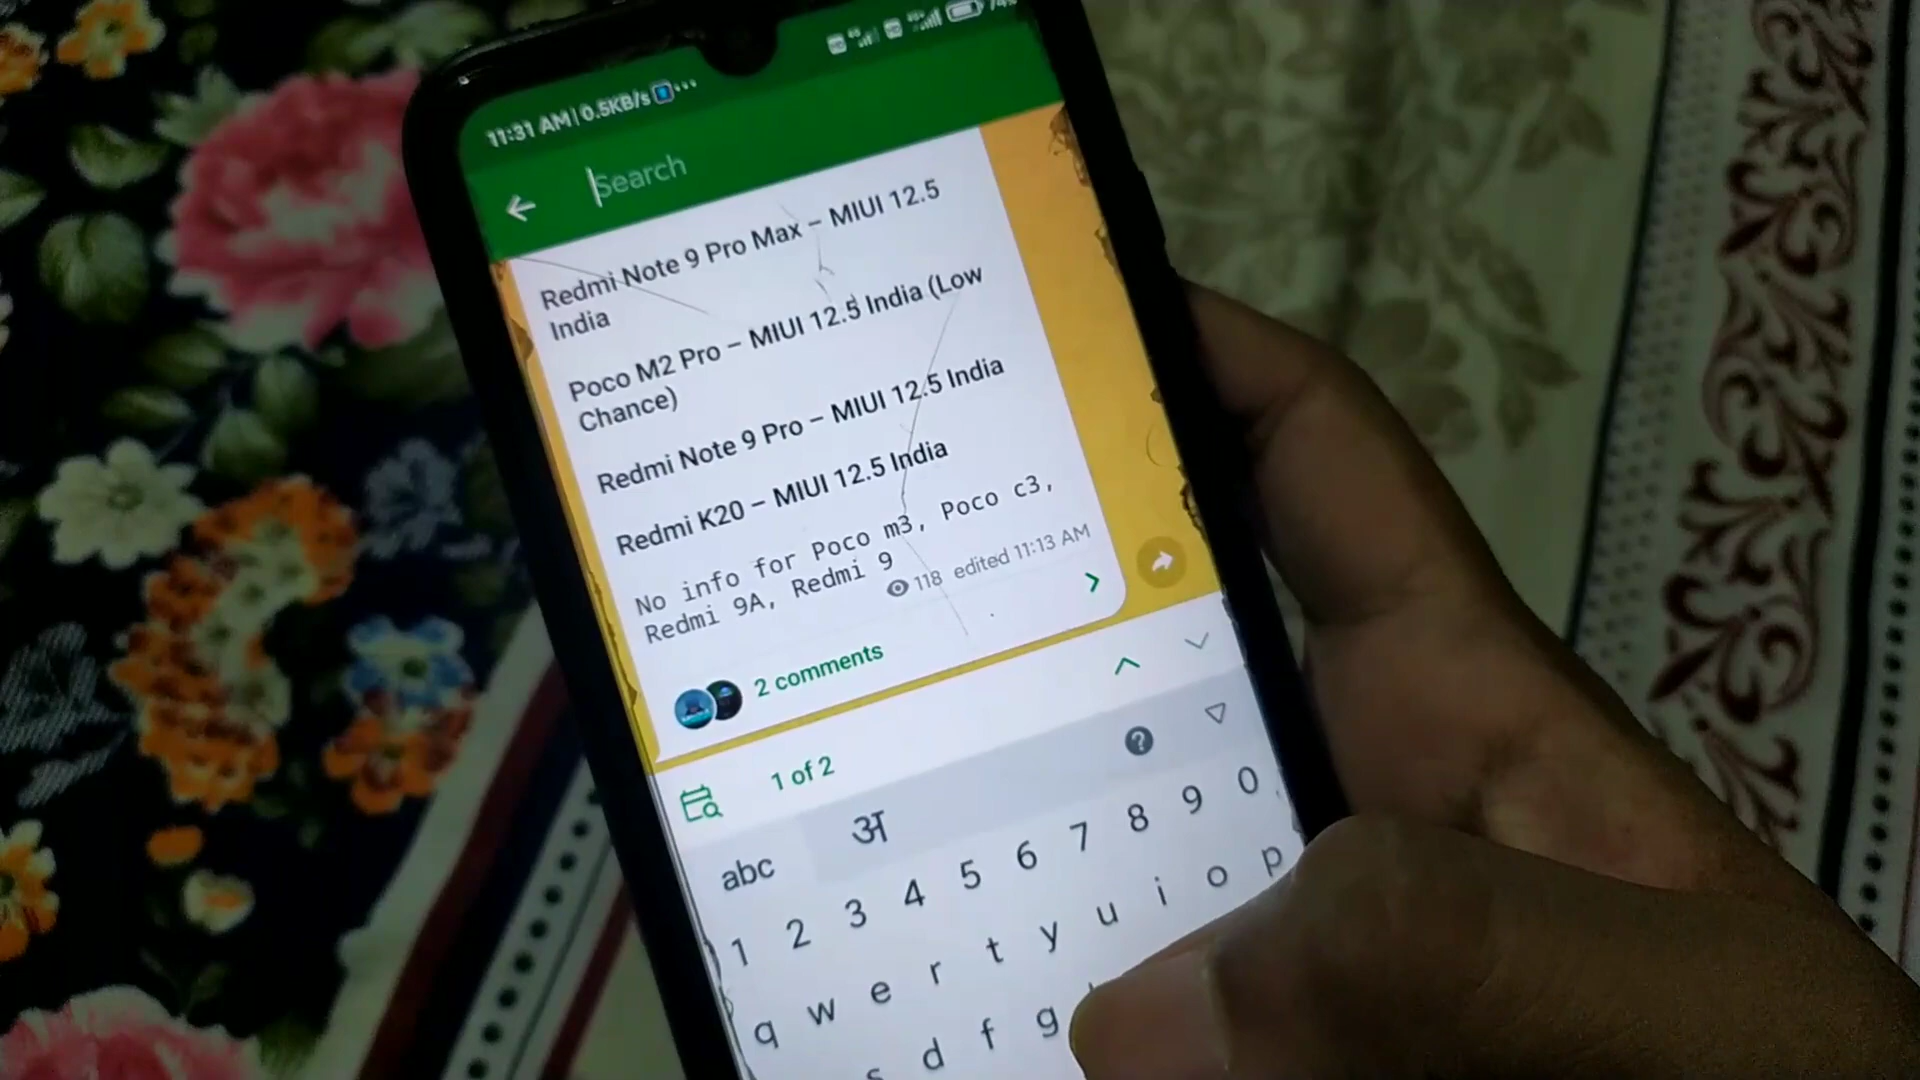 11:31 AM | 0.5KB/s
Search
Redmi Note 9 Pro Max – MIUI 12.5
India
Poco M2 Pro – MIUI 12.5 India (Low
Chance)
Redmi Note 9 Pro – MIUI 12.5 India
Redmi K20 – MIUI 12.5 India
No info for Poco m3, Poco c3,
Redmi 9A, Redmi 9
118 edited 11:13 AM
2 comments
1 of 2
abc अ
1 2 3 4 5 6 7 8 9 0
q w e r t y u i o p
s d f g